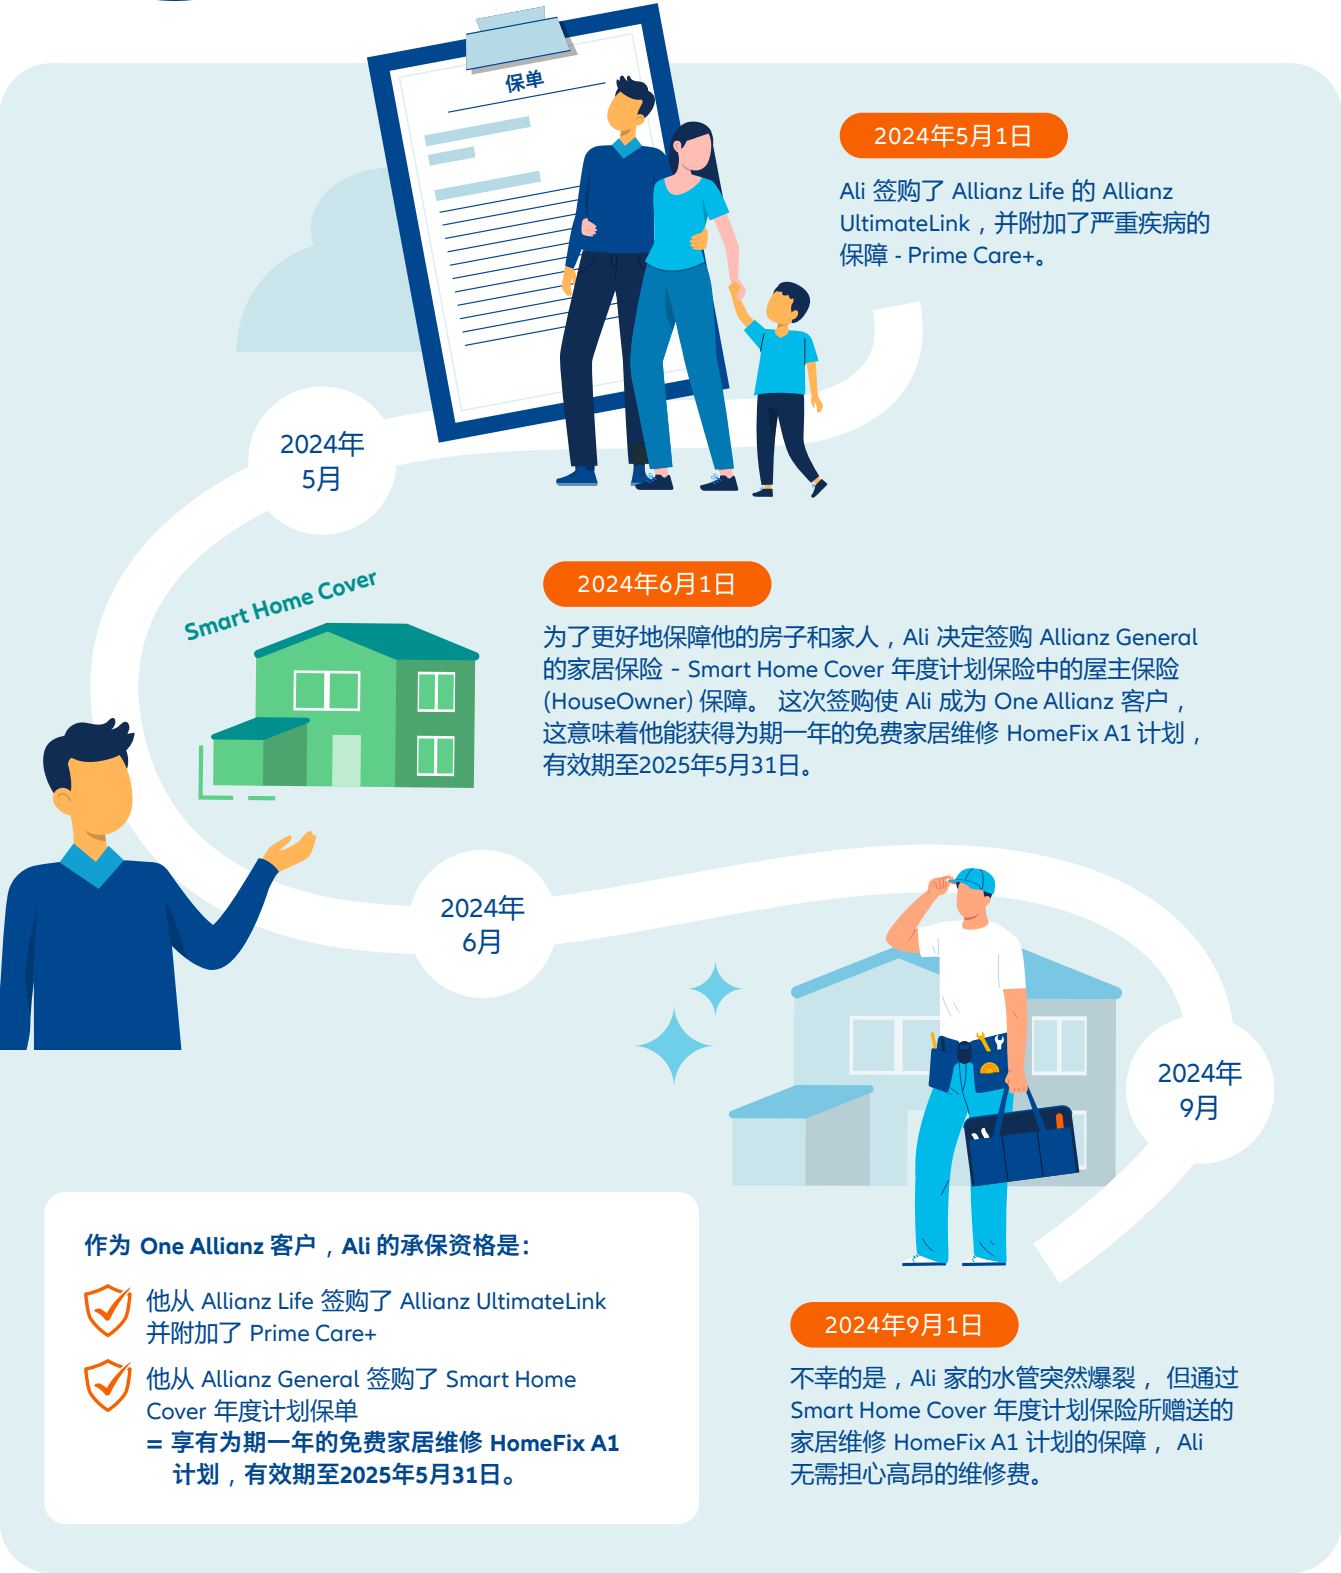 保单
2024年5月1日
Ali 签购了 Allianz Life 的 Allianz
UltimateLink，并附加了严重疾病的
保障 - Prime Care+。
2024年
5月
Smart Home Cover
2024年6月1日
为了更好地保障他的房子和家人，Ali 决定签购 Allianz General
的家居保险 - Smart Home Cover 年度计划保险中的屋主保险
(HouseOwner) 保障。 这次签购使 Ali 成为 One Allianz 客户，
这意味着他能获得为期一年的免费家居维修 HomeFix A1 计划，
有效期至2025年5月31日。
2024年
6月
2024年
9月
作为 One Allianz 客户，Ali 的承保资格是：
他从 Allianz Life 签购了 Allianz UltimateLink
并附加了 Prime Care+
他从 Allianz General 签购了 Smart Home
Cover 年度计划保单
= 享有为期一年的免费家居维修 HomeFix A1
计划，有效期至2025年5月31日。
2024年9月1日
不幸的是，Ali 家的水管突然爆裂， 但通过
Smart Home Cover 年度计划保险所赠送的
家居维修 HomeFix A1 计划的保障， Ali
无需担心高昂的维修费。